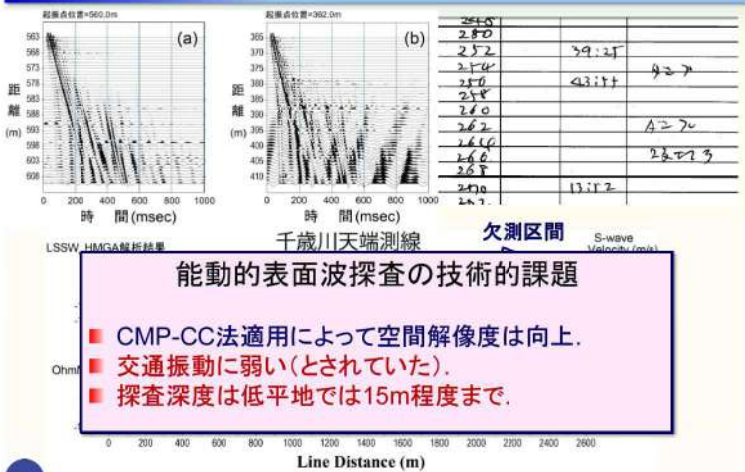 起振点位置=560.0m
(a)
563
568
573
578
583
588
593
598
603
608
距離
(m)
0 200 400 600 800 1000
時 間(msec)
起振点位置=362.0m
(b)
365
370
375
380
385
390
395
400
405
410
距離
(m)
0 200 400 600 800 1000
時 間(msec)
280
252 39:25
254
256
258
260
262
264
266
268
13:52
LSSW_HMGA解析結果
千歳川天端測線
欠測区間
S-wave
Velocity (m/s)
能動的表面波探査の技術的課題
CMP-CC法適用によって空間解像度は向上.
交通振動に弱い(とされていた).
探査深度は低平地では15m程度まで.
0 200 400 600 800 1000 1200 1400 1600 1800 2000 2200 2400 2600
Line Distance (m)